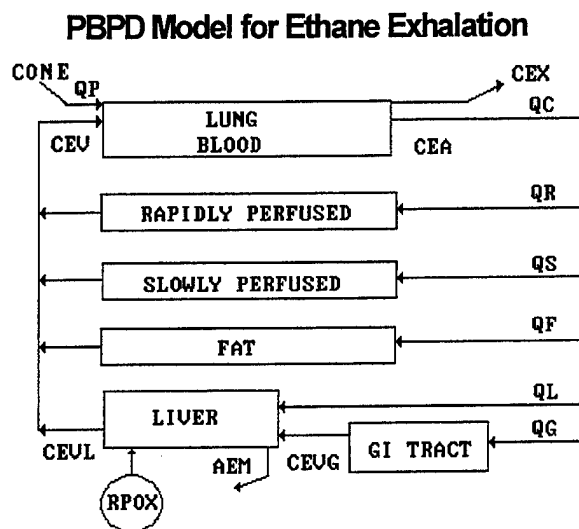 PBPD Model for Ethane Exhalation
CONE
QP
CEX
LUNG
BLOOD
QC
CEV
CEA
RAPIDLY PERFUSED
QR
SLOWLY PERFUSED
QS
FAT
QF
LIVER
QL
GI TRACT
QG
CEVL
AEM
CEVG
RPOX